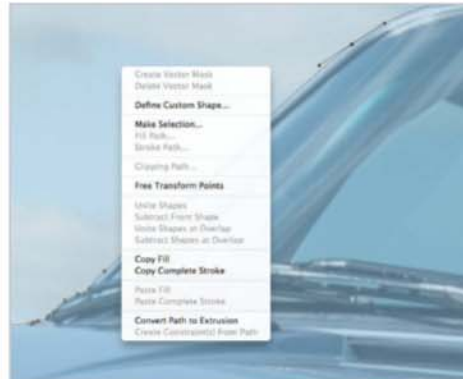 Create Vector Mask
Delete Vector Mask
Define Custom Shape...
Make Selection...
Fill Path...
Stroke Path...
Clipping Path...
Free Transform Points
Unite Shapes
Subtract From Shape
Unite Shapes at Overlap
Subtract Shapes at Overlap
Copy Fill
Copy Complete Stroke
Paste Fill
Paste Complete Stroke
Convert Path to Extrusion
Create Constraint(s) From Path